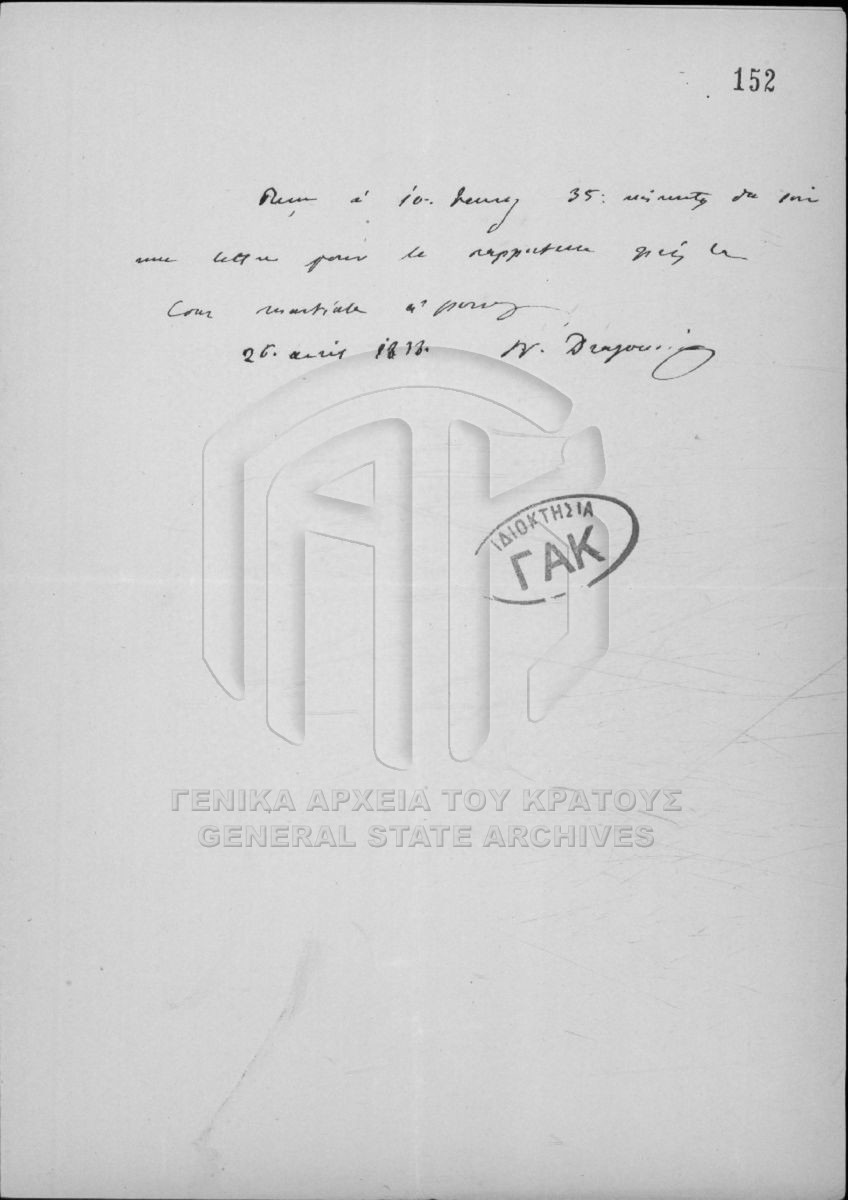 152
Reçu à 10. heures 35. minutes du soir
une lettre pour le rapporteur près la
Cour martiale
26. avril 1833. N. Dragoumis
ΙΔΙΟΚΤΗΣΙΑ
ΓΑΚ
ΓΕΝΙΚΑ ΑΡΧΕΙΑ ΤΟΥ ΚΡΑΤΟΥΣ
GENERAL STATE ARCHIVES